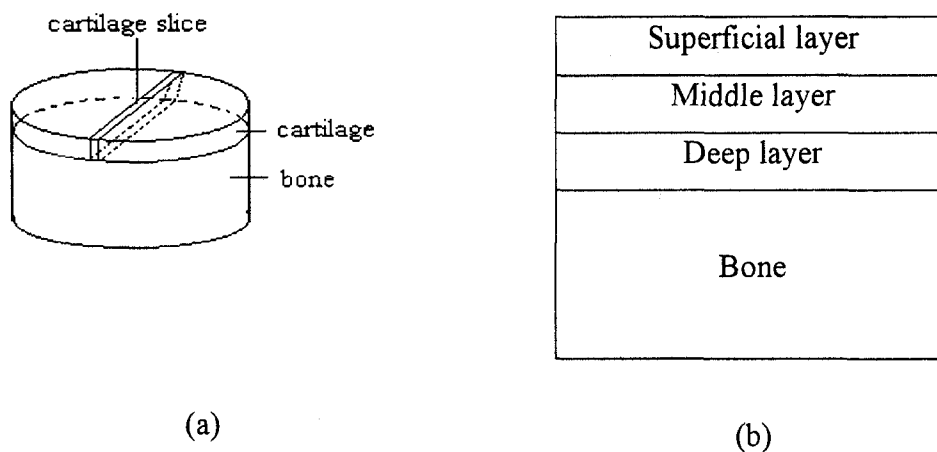 cartilage slice
cartilage
bone
(a)
Superficial layer
Middle layer
Deep layer
Bone
(b)